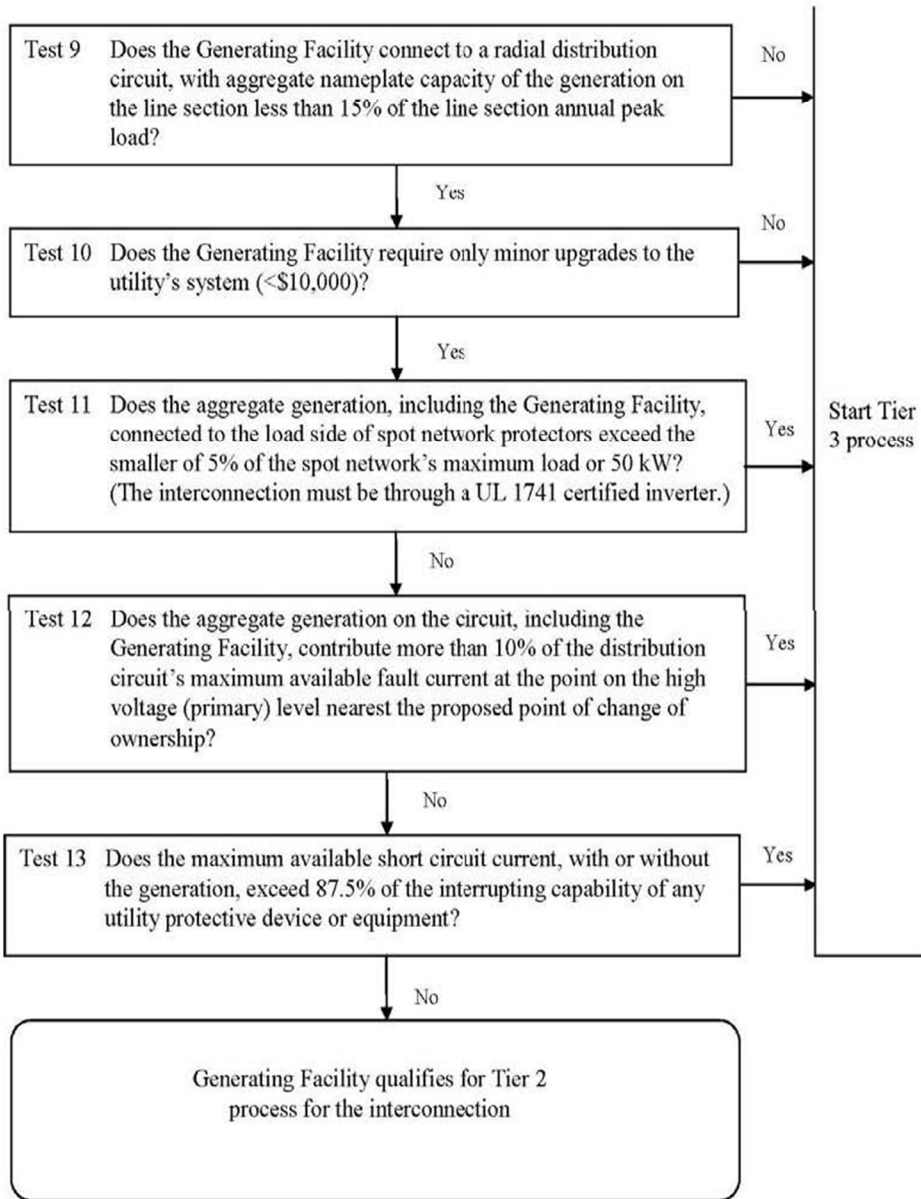 Test 9 Does the Generating Facility connect to a radial distribution
circuit, with aggregate nameplate capacity of the generation on
the line section less than 15% of the line section annual peak
load?
No
Yes
Test 10 Does the Generating Facility require only minor upgrades to the
utility's system (<$10,000)?
No
Yes
Test 11 Does the aggregate generation, including the Generating Facility,
connected to the load side of spot network protectors exceed the
smaller of 5% of the spot network's maximum load or 50 kW?
(The interconnection must be through a UL 1741 certified inverter.)
Yes
Start Tier
3 process
No
Test 12 Does the aggregate generation on the circuit, including the
Generating Facility, contribute more than 10% of the distribution
circuit's maximum available fault current at the point on the high
voltage (primary) level nearest the proposed point of change of
ownership?
Yes
No
Test 13 Does the maximum available short circuit current, with or without
the generation, exceed 87.5% of the interrupting capability of any
utility protective device or equipment?
Yes
No
Generating Facility qualifies for Tier 2
process for the interconnection